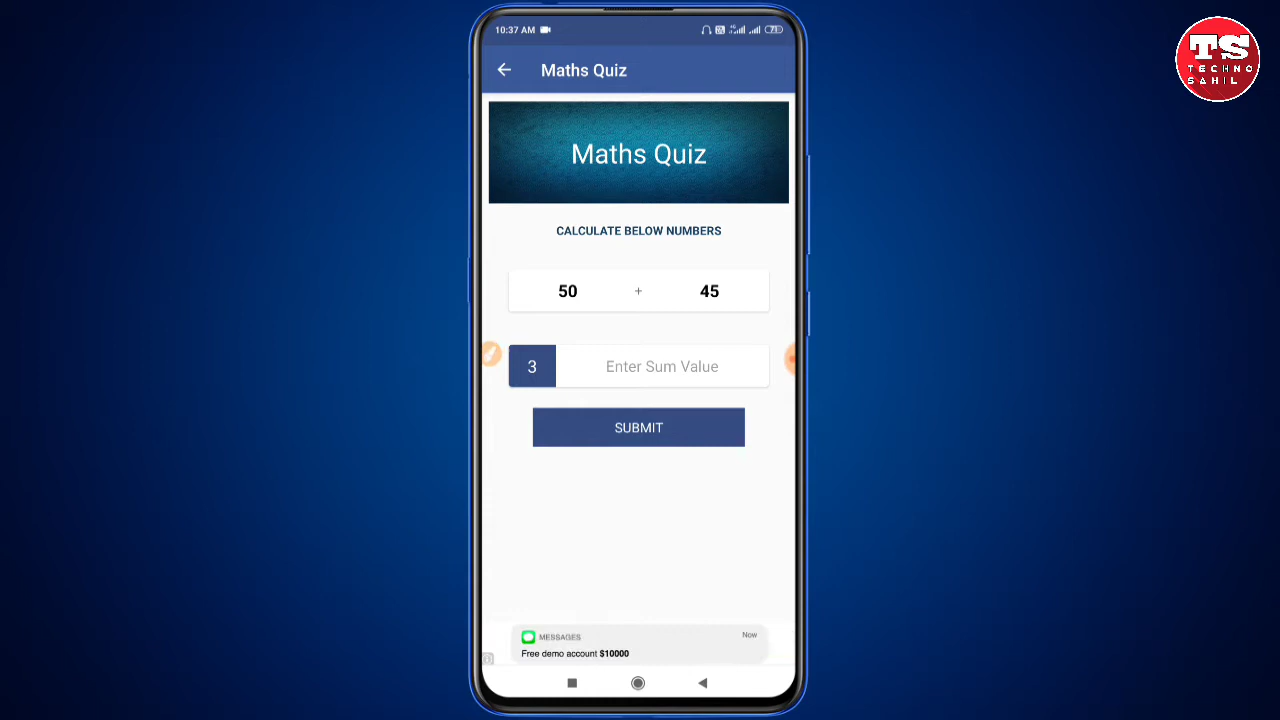 10:37 AM
71
TS
TECHNO
SAHIL
Maths Quiz
Maths Quiz
CALCULATE BELOW NUMBERS
50 + 45
3 Enter Sum Value
SUBMIT
MESSAGES Now
Free demo account $10000